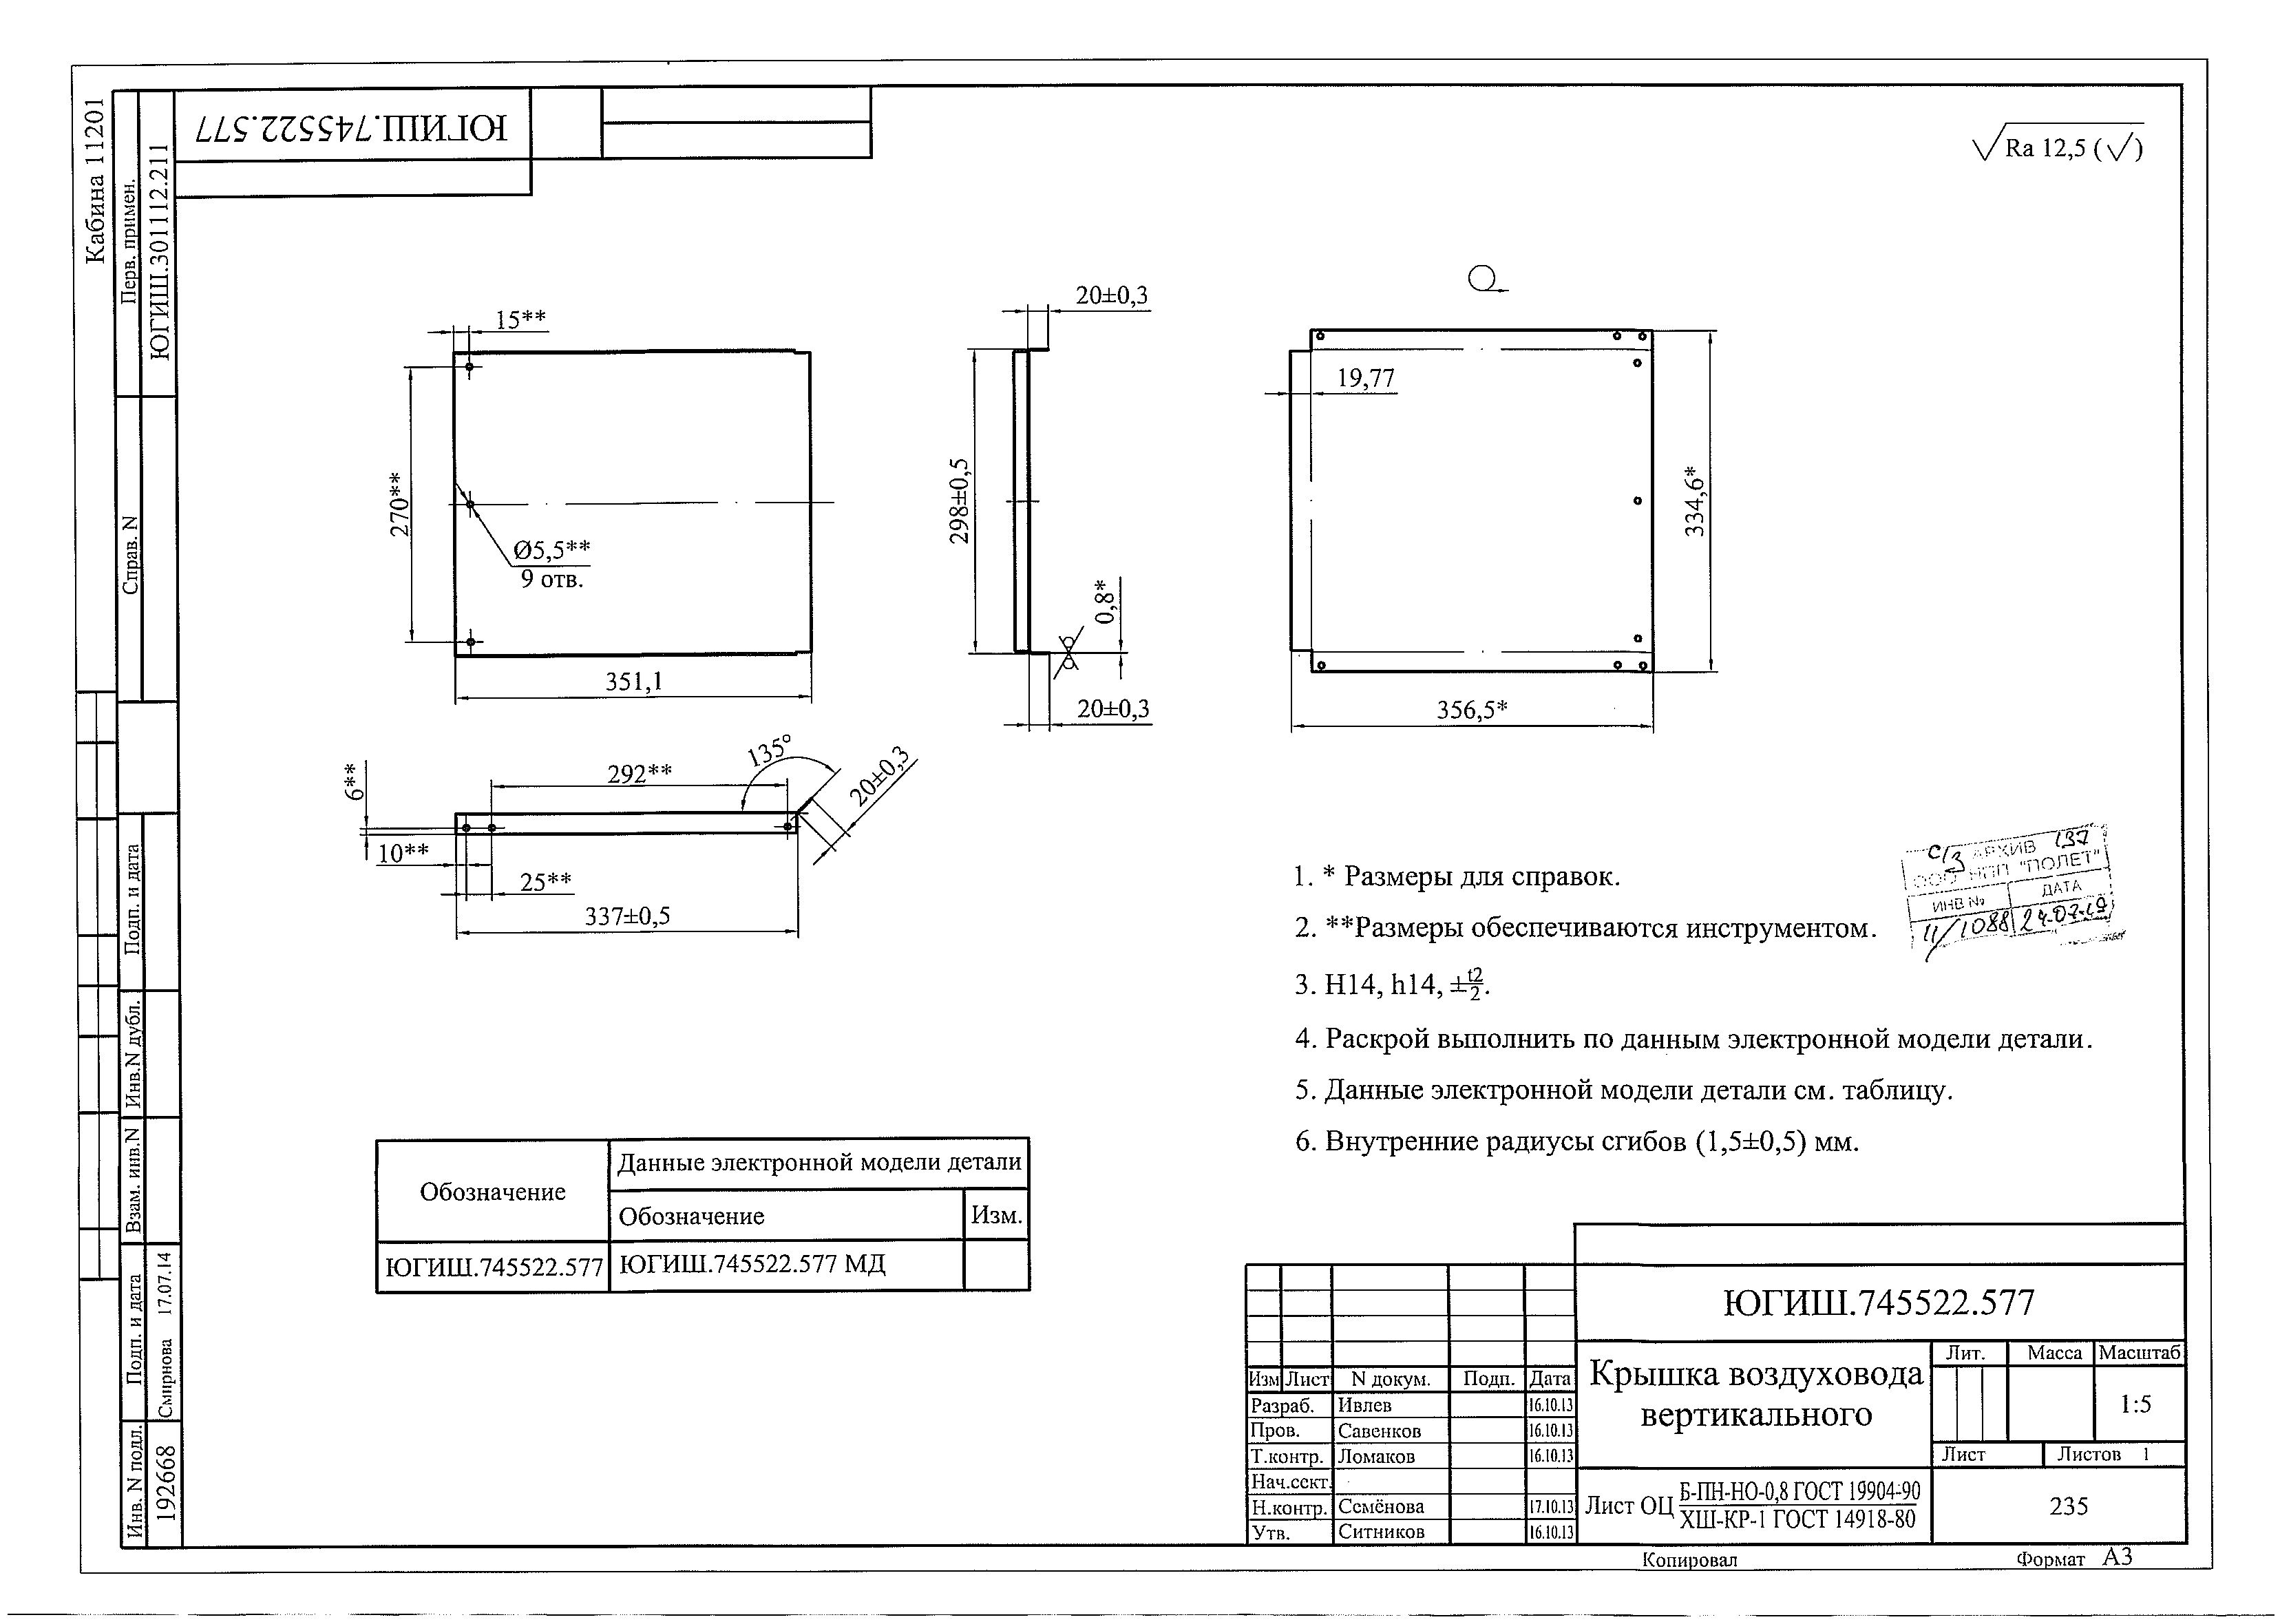 Кабина 11201
Перв. примен.
ЮГИШ.301112.211
Справ. N
Подп. и дата
Инв.N дубл.
Взам. инв.N
Подп. и дата
Смирнова 17.07.14
Инв. N подл.
192668
ЮГИШ.745522.577
√ Ra 12,5 (√)
15**
270**
Ø5,5**
9 отв.
351,1
20±0,3
298±0,5
0,8*
20±0,3
19,77
334,6*
356,5*
6**
292**
135°
20±0,3
10**
25**
337±0,5
1. * Размеры для справок.
2. **Размеры обеспечиваются инструментом.
3. H14, h14, ±t2/2.
4. Раскрой выполнить по данным электронной модели детали.
5. Данные электронной модели детали см. таблицу.
6. Внутренние радиусы сгибов (1,5±0,5) мм.
С/З АРХИВ 137
ООО НПП "ПОЛЕТ"
ИНВ № ДАТА
11/1088 24.07.19
Обозначение
Данные электронной модели детали
Обозначение Изм.
ЮГИШ.745522.577 ЮГИШ.745522.577 МД
ЮГИШ.745522.577
Крышка воздуховода
вертикального
Лит. Масса Масштаб
1:5
Лист Листов 1
Изм Лист N докум. Подп. Дата
Разраб. Ивлев 16.10.13
Пров. Савенков 16.10.13
Т.контр. Ломаков 16.10.13
Нач.сект.
Н.контр. Семёнова 17.10.13
Утв. Ситников 16.10.13
Лист ОЦ Б-ПН-НО-0,8 ГОСТ 19904-90
ХШ-КР-1 ГОСТ 14918-80
235
Копировал
Формат А3